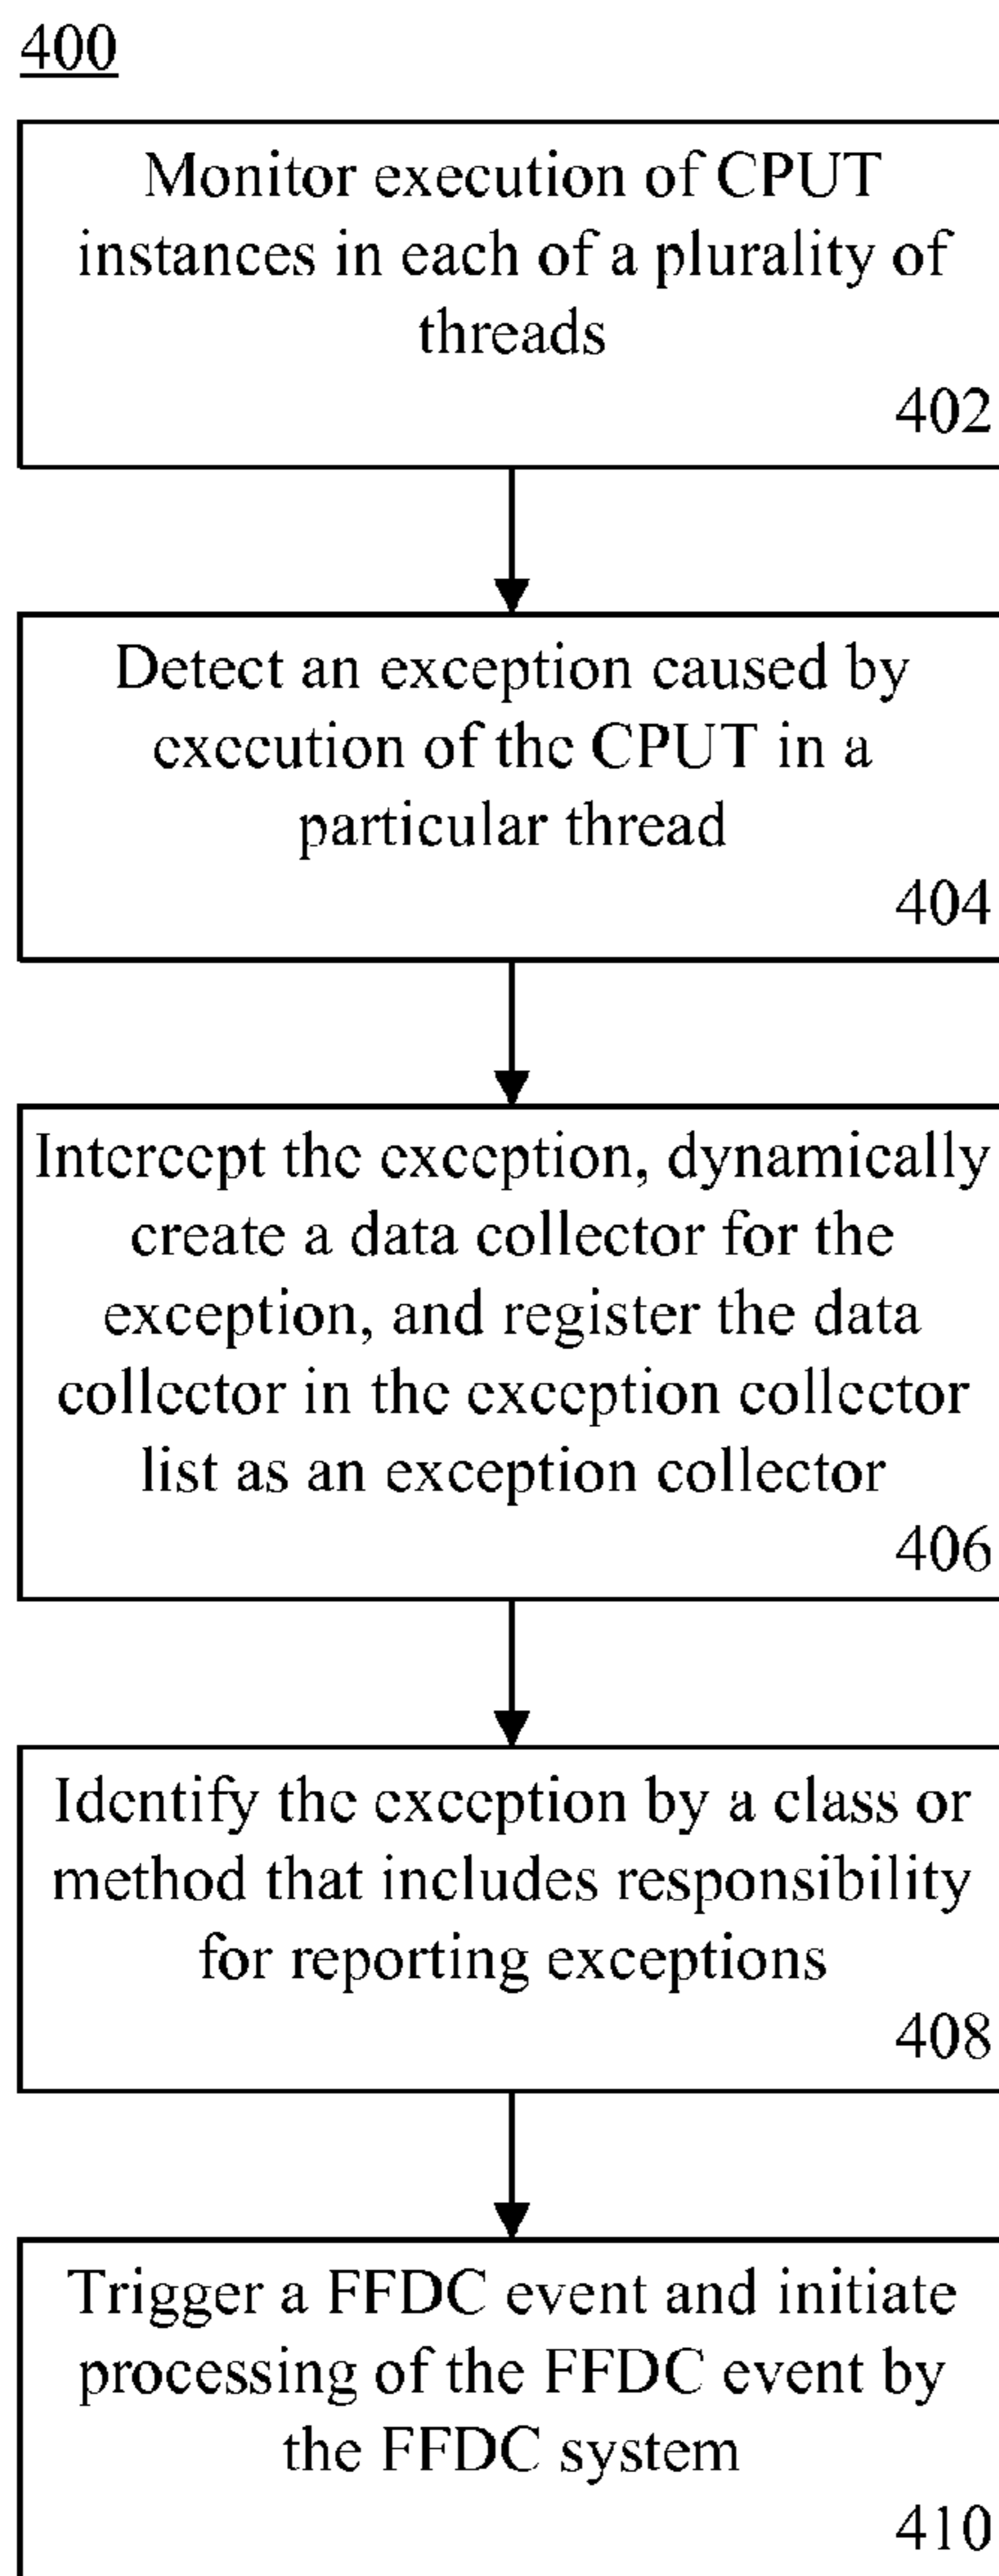 400
Monitor execution of CPUT
instances in each of a plurality of
threads
402
Detect an exception caused by
execution of the CPUT in a
particular thread
404
Intercept the exception, dynamically
create a data collector for the
exception, and register the data
collector in the exception collector
list as an exception collector
406
Identify the exception by a class or
method that includes responsibility
for reporting exceptions
408
Trigger a FFDC event and initiate
processing of the FFDC event by
the FFDC system
410